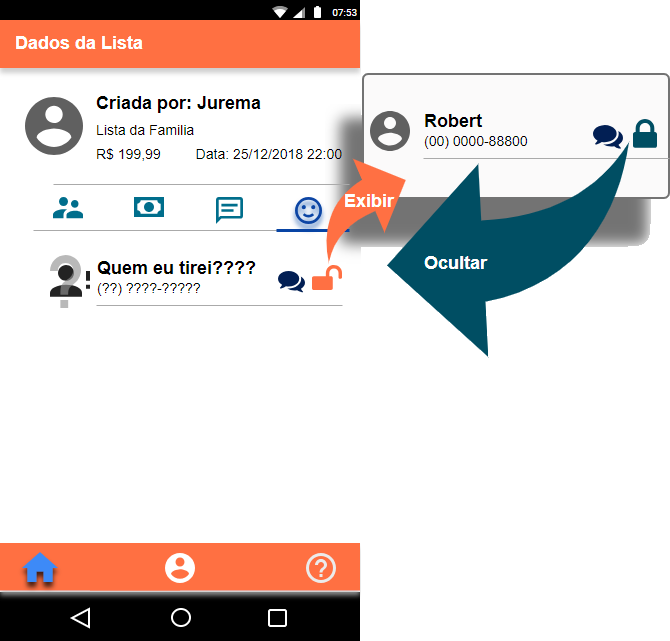 07:53
Dados da Lista
Criada por: Jurema
Lista da Familia
R$ 199,99 Data: 25/12/2018 22:00
Quem eu tirei????
(??) ????-?????
Exibir
Robert
(00) 0000-88800
Ocultar